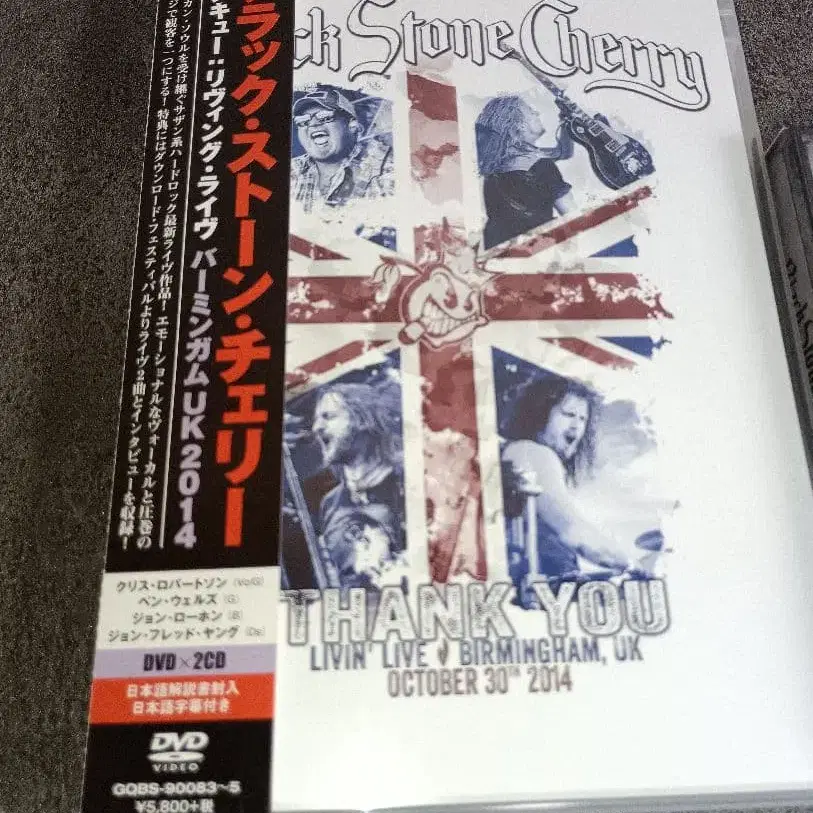 ラック・ストーン・チェリー
キュー:リヴィング・ライヴ バーミンガムUK2014
カン・ソウルを受け継ぐサザン系ハードロック最新ライヴ作品!エモーショナルなヴォーカルと圧巻の
ジで観客を一つにする!特典にはダウンロード・フェスティバルよりライヴ2曲とインタビューを収録!
クリス・ロバートソン (Vo/G)
ベン・ウェルズ (G)
ジョン・ローホン (B)
ジョン・フレッド・ヤング (Ds)
DVD×2CD
日本語解説書封入
日本語字幕付き
DVD
VIDEO
GQBS-90083~5
¥5,800+税
ck Stone Cherry
THANK YOU
LIVIN' LIVE BIRMINGHAM, UK
OCTOBER 30TH 2014